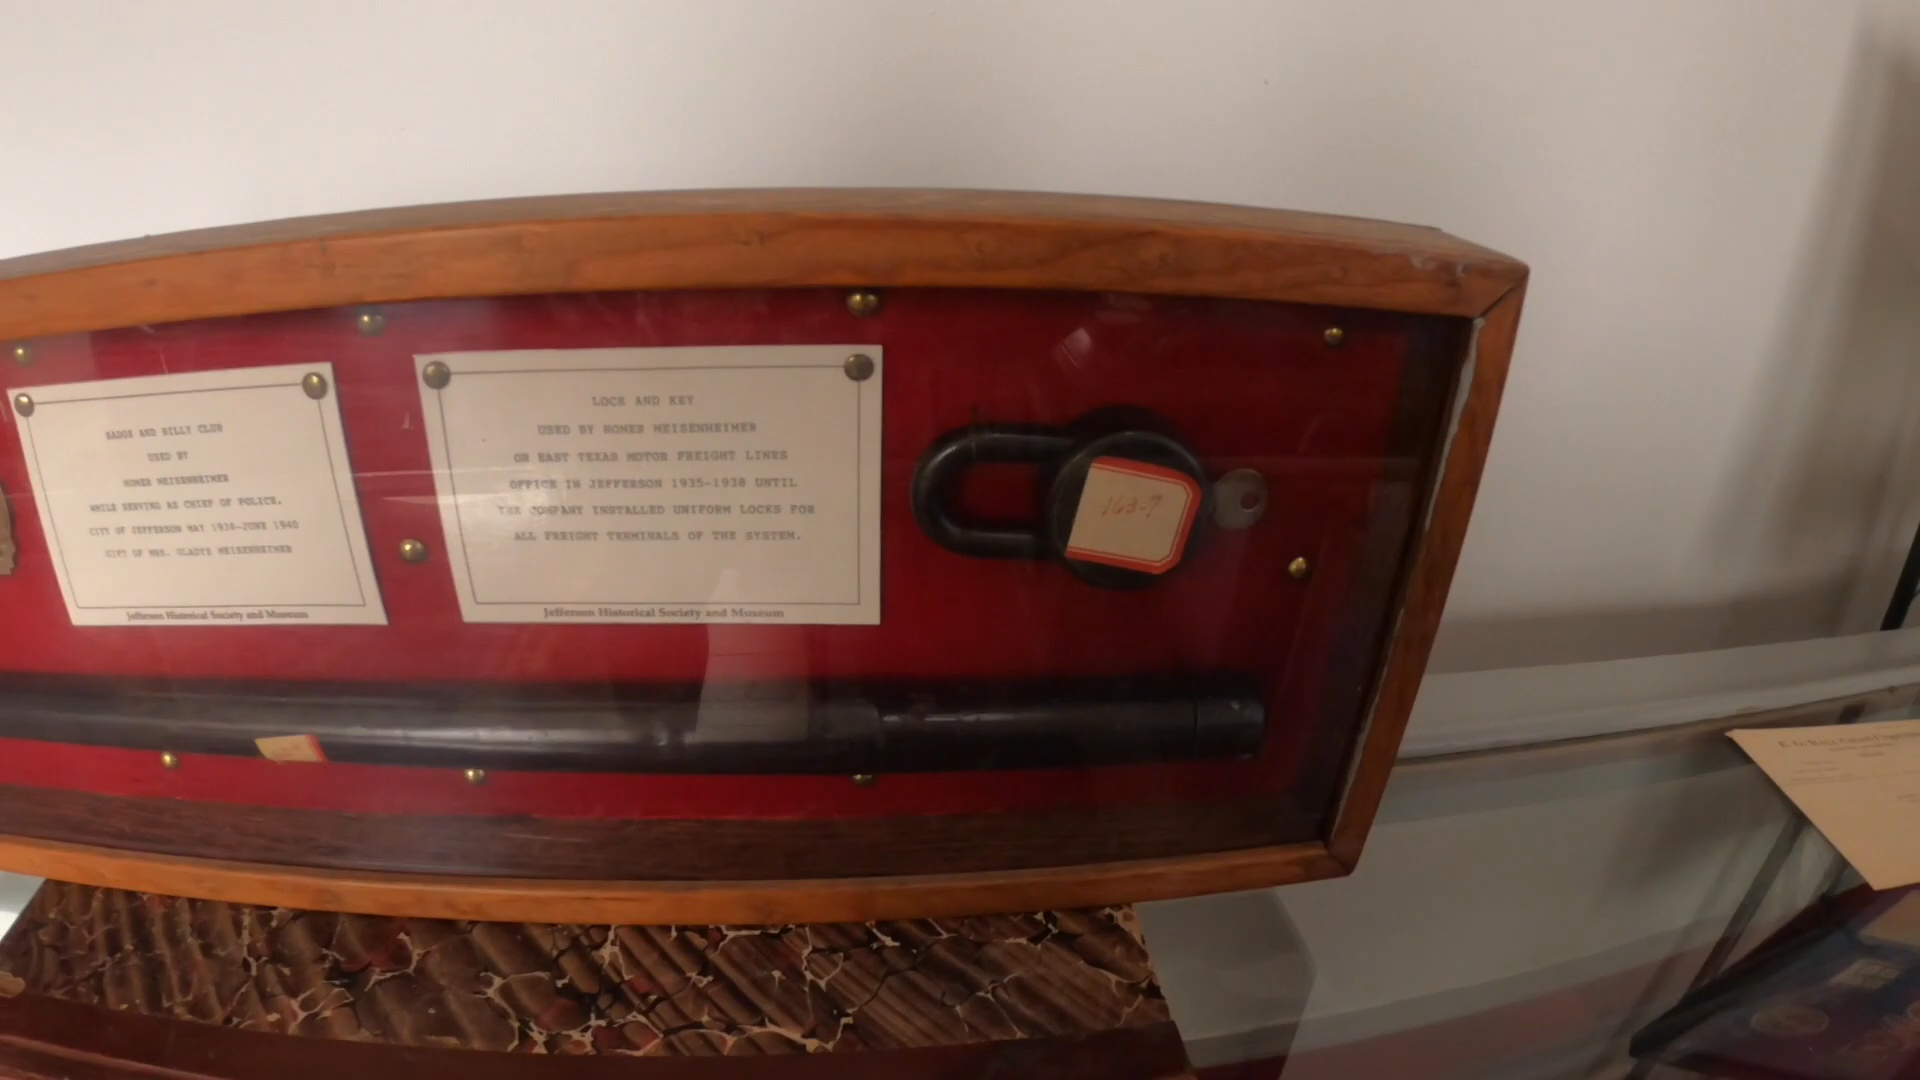 BADGE AND BILLY CLUB
USED BY
HOMER MEISENHEIMER
WHILE SERVING AS CHIEF OF POLICE,
CITY OF JEFFERSON MAY 1938-JUNE 1940
GIFT OF MRS. GLADYS MEISENHEIMER
Jefferson Historical Society and Museum
LOCK AND KEY
USED BY HOMER MEISENHEIMER
ON EAST TEXAS MOTOR FREIGHT LINES
OFFICE IN JEFFERSON 1935-1938 UNTIL
THE COMPANY INSTALLED UNIFORM LOCKS FOR
ALL FREIGHT TERMINALS OF THE SYSTEM.
Jefferson Historical Society and Museum
163-7